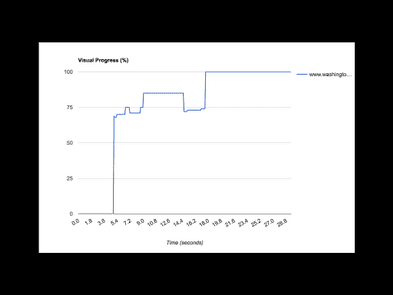 Visual Progress (%)
100
75
50
25
0
www.washingto...
0.0 1.8 3.6 5.4 7.2 9.0 10.8 12.6 14.4 16.2 18.0 19.8 21.6 23.4 25.2 27.0 28.8
Time (seconds)